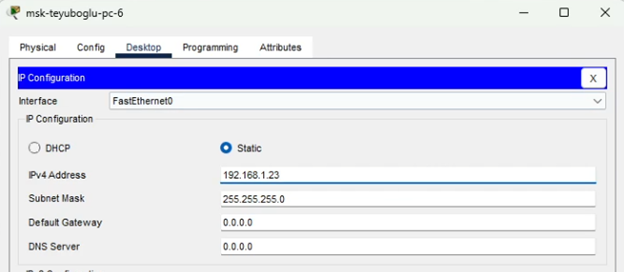 msk-teyuboglu-pc-6
Physical Config Desktop Programming Attributes
IP Configuration X
Interface FastEthernet0
IP Configuration
DHCP Static
IPv4 Address 192.168.1.23
Subnet Mask 255.255.255.0
Default Gateway 0.0.0.0
DNS Server 0.0.0.0